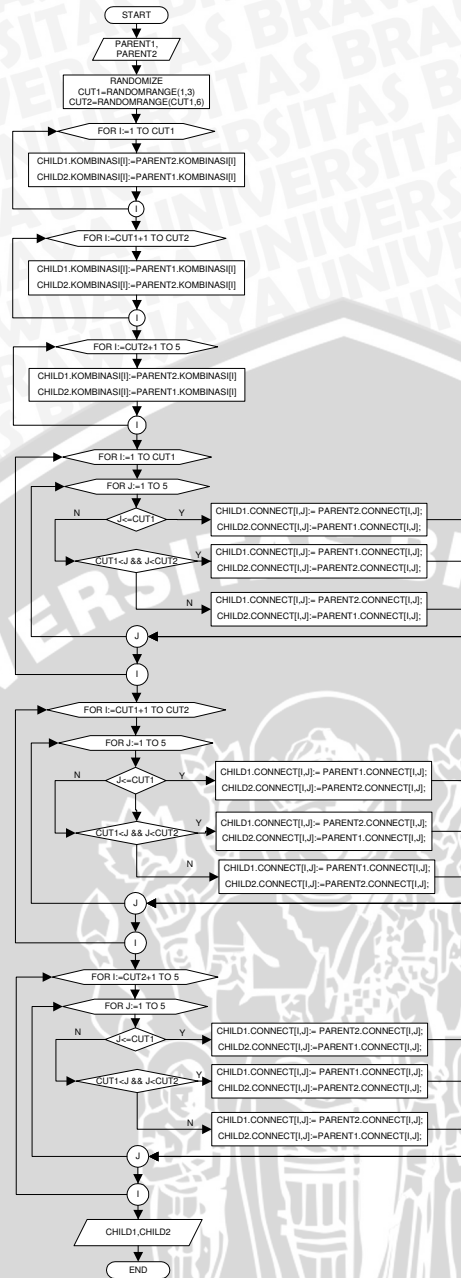 START
PARENT1,
PARENT2
RANDOMIZE
CUT1=RANDOMRANGE(1,3)
CUT2=RANDOMRANGE(CUT1,6)
FOR I:=1 TO CUT1
CHILD1.KOMBINASI[I]:=PARENT2.KOMBINASI[I]
CHILD2.KOMBINASI[I]:=PARENT1.KOMBINASI[I]
I
FOR I:=CUT1+1 TO CUT2
CHILD1.KOMBINASI[I]:=PARENT1.KOMBINASI[I]
CHILD2.KOMBINASI[I]:=PARENT2.KOMBINASI[I]
I
FOR I:=CUT2+1 TO 5
CHILD1.KOMBINASI[I]:=PARENT2.KOMBINASI[I]
CHILD2.KOMBINASI[I]:=PARENT1.KOMBINASI[I]
I
FOR I:=1 TO CUT1
FOR J:=1 TO 5
N J<=CUT1 Y
CHILD1.CONNECT[I,J]:= PARENT2.CONNECT[I,J];
CHILD2.CONNECT[I,J]:=PARENT1.CONNECT[I,J];
CUT1<J && J<CUT2 Y
CHILD1.CONNECT[I,J]:= PARENT1.CONNECT[I,J];
CHILD2.CONNECT[I,J]:=PARENT2.CONNECT[I,J];
N
CHILD1.CONNECT[I,J]:= PARENT2.CONNECT[I,J];
CHILD2.CONNECT[I,J]:=PARENT1.CONNECT[I,J];
J
I
FOR I:=CUT1+1 TO CUT2
FOR J:=1 TO 5
N J<=CUT1 Y
CHILD1.CONNECT[I,J]:= PARENT1.CONNECT[I,J];
CHILD2.CONNECT[I,J]:=PARENT2.CONNECT[I,J];
CUT1<J && J<CUT2 Y
CHILD1.CONNECT[I,J]:= PARENT2.CONNECT[I,J];
CHILD2.CONNECT[I,J]:=PARENT1.CONNECT[I,J];
N
CHILD1.CONNECT[I,J]:= PARENT1.CONNECT[I,J];
CHILD2.CONNECT[I,J]:=PARENT2.CONNECT[I,J];
J
I
FOR I:=CUT2+1 TO 5
FOR J:=1 TO 5
N J<=CUT1 Y
CHILD1.CONNECT[I,J]:= PARENT2.CONNECT[I,J];
CHILD2.CONNECT[I,J]:=PARENT1.CONNECT[I,J];
CUT1<J && J<CUT2 Y
CHILD1.CONNECT[I,J]:= PARENT1.CONNECT[I,J];
CHILD2.CONNECT[I,J]:=PARENT2.CONNECT[I,J];
N
CHILD1.CONNECT[I,J]:= PARENT2.CONNECT[I,J];
CHILD2.CONNECT[I,J]:=PARENT1.CONNECT[I,J];
J
I
CHILD1,CHILD2
END